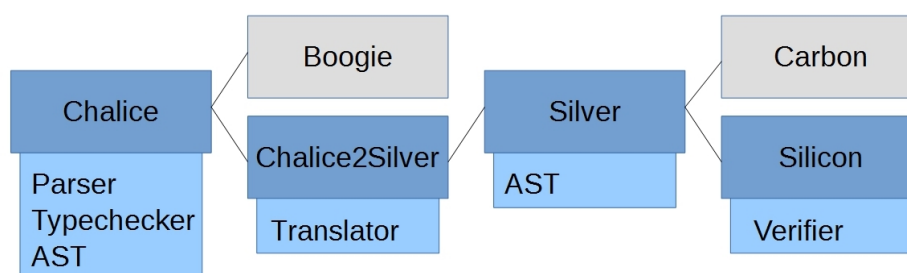 Boogie
Carbon
Chalice
Silver
Chalice2Silver
Silicon
Parser
Typechecker
AST
Translator
AST
Verifier